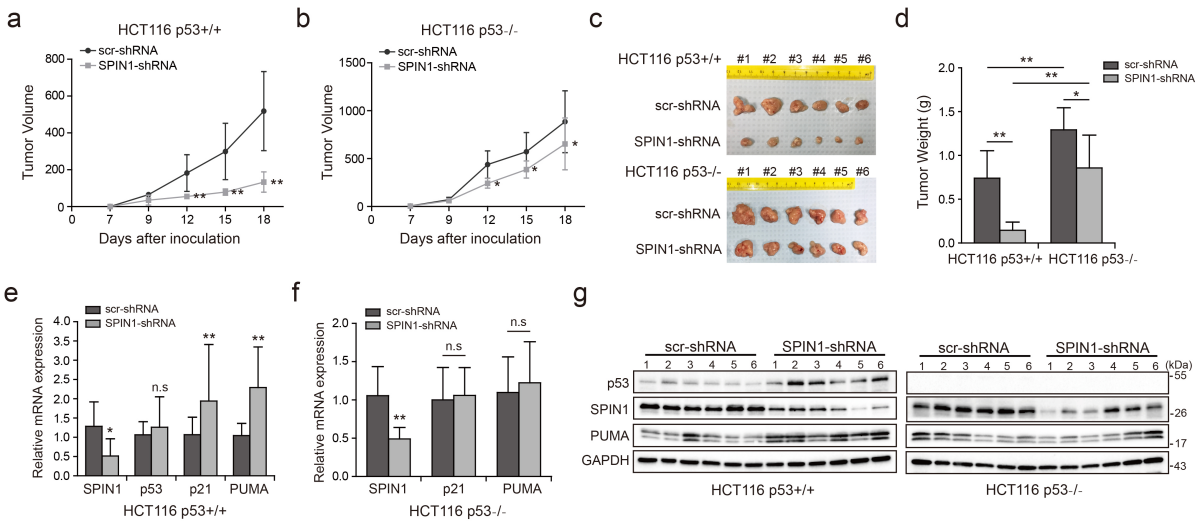 a
HCT116 p53+/+
scr-shRNA
SPIN1-shRNA
Tumor Volume
800
600
400
200
0
**
**
**
0 7 9 12 15 18
Days after inoculation
b
HCT116 p53-/-
scr-shRNA
SPIN1-shRNA
Tumor Volume
1500
1000
500
0
*
*
*
0 7 9 12 15 18
Days after inoculation
c
HCT116 p53+/+ #1 #2 #3 #4 #5 #6
scr-shRNA
SPIN1-shRNA
HCT116 p53-/- #1 #2 #3 #4 #5 #6
scr-shRNA
SPIN1-shRNA
d
scr-shRNA
SPIN1-shRNA
Tumor Weight (g)
2.0
1.5
1.0
0.5
0.0
**
**
**
*
HCT116 p53+/+ HCT116 p53-/-
e
scr-shRNA
SPIN1-shRNA
Relative mRNA expression
4.0
3.5
3.0
2.5
2.0
1.5
1.0
0.5
0.0
* n.s ** **
SPIN1 p53 p21 PUMA
HCT116 p53+/+
f
scr-shRNA
SPIN1-shRNA
Relative mRNA expression
2.0
1.5
1.0
0.5
0.0
** n.s n.s
SPIN1 p21 PUMA
HCT116 p53-/-
g
scr-shRNA SPIN1-shRNA scr-shRNA SPIN1-shRNA
1 2 3 4 5 6 1 2 3 4 5 6 1 2 3 4 5 6 1 2 3 4 5 6 (kDa)
p53 -55
SPIN1 -26
PUMA -17
GAPDH -43
HCT116 p53+/+ HCT116 p53-/-